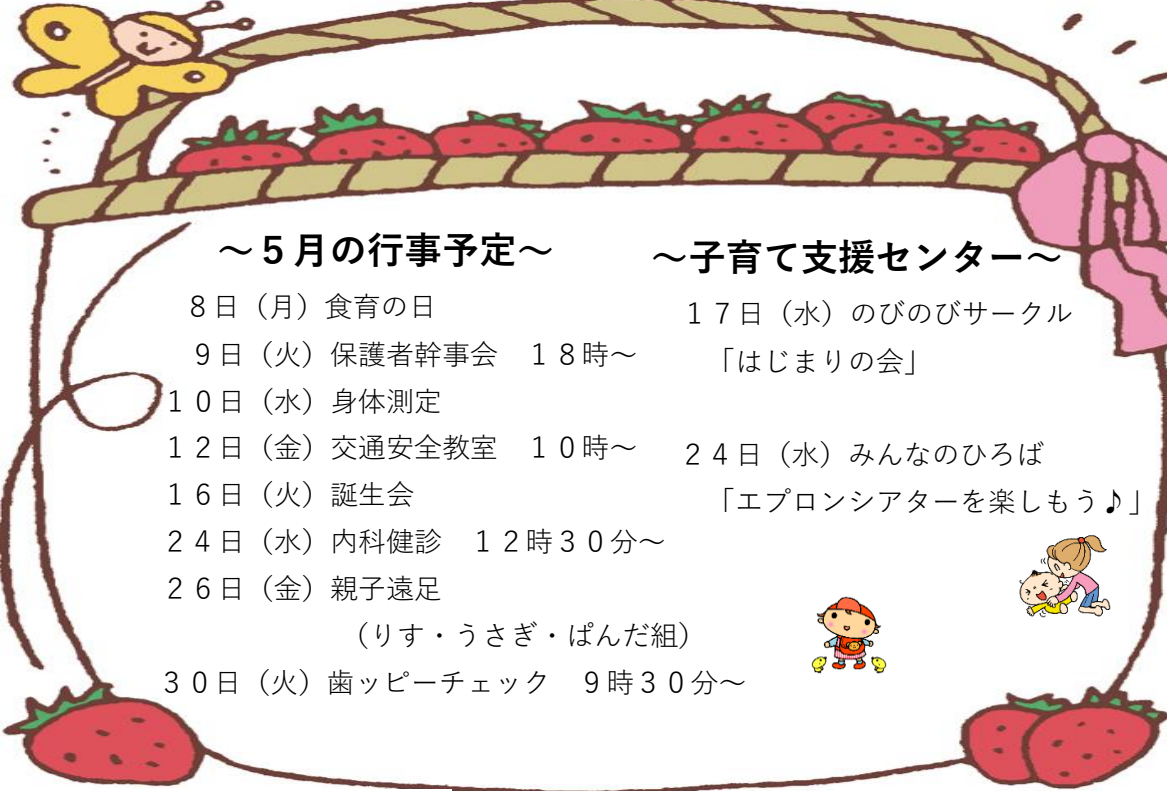 ～５月の行事予定～
８日（月）食育の日
９日（火）保護者幹事会　１８時～
１０日（水）身体測定
１２日（金）交通安全教室　１０時～
１６日（火）誕生会
２４日（水）内科健診　１２時３０分～
２６日（金）親子遠足
（りす・うさぎ・ぱんだ組）
３０日（火）歯ッピーチェック　９時３０分～
～子育て支援センター～
１７日（水）のびのびサークル
「はじまりの会」
２４日（水）みんなのひろば
「エプロンシアターを楽しもう♪」